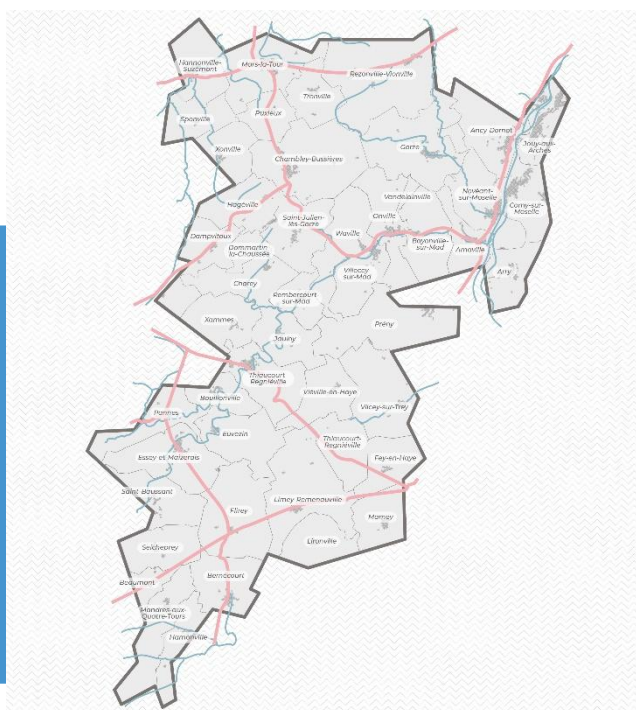 Hannonville-
Suzémont
Mars-la-Tour
Rezonville-Vionville
Tronville
Puxieux
Sponville
Ancy Dornot
Jouy-aux-
Arches
Xonville
Gorze
Chambley-Bussières
Novéant-
sur-Moselle
Corny-sur-
Moselle
Vandelainville
Hagéville
Saint-Julien-
lès-Gorze
Onville
Waville
Bayonville-
sur-Mad
Arnaville
Dampvitoux
Dommartin
la-Chaussée
Villecey
sur-Mad
Arry
Charey
Rembercourt
sur-Mad
Xammes
Prény
Jaulny
Thiaucourt
Regniéville
Bouillonville
Viéville-en-Haye
Pannes
Vilcey-sur-Trey
Euvezin
Thiaucourt-
Regniéville
Essey et Maizerais
Fey-en-Haye
Saint Baussant
Limey Remenauville
Flirey
Mamey
Lironville
Seicheprey
Bernécourt
Beaumont
Mandres-aux-
Quatre-Tours
Hamonville